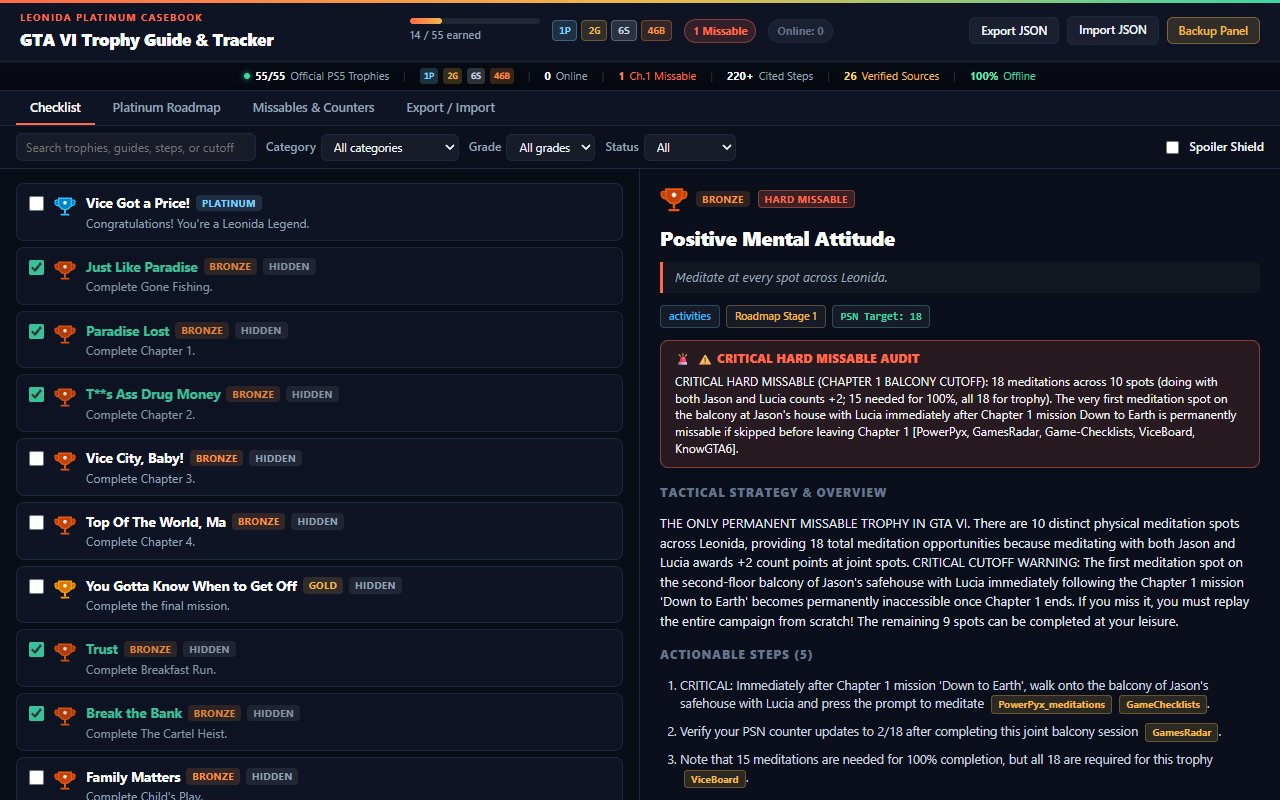 LEONIDA PLATINUM CASEBOOK
GTA VI Trophy Guide & Tracker
14 / 55 earned
1P 2G 6S 46B
1 Missable
Online: 0
Export JSON
Import JSON
Backup Panel
55/55 Official PS5 Trophies
1P 2G 6S 46B
0 Online
1 Ch.1 Missable
220+ Cited Steps
26 Verified Sources
100% Offline
Checklist
Platinum Roadmap
Missables & Counters
Export / Import
Search trophies, guides, steps, or cutoff
Category All categories
Grade All grades
Status All
Spoiler Shield
Vice Got a Price! PLATINUM
Congratulations! You're a Leonida Legend.
Just Like Paradise BRONZE HIDDEN
Complete Gone Fishing.
Paradise Lost BRONZE HIDDEN
Complete Chapter 1.
T**s Ass Drug Money BRONZE HIDDEN
Complete Chapter 2.
Vice City, Baby! BRONZE HIDDEN
Complete Chapter 3.
Top Of The World, Ma BRONZE HIDDEN
Complete Chapter 4.
You Gotta Know When to Get Off GOLD HIDDEN
Complete the final mission.
Trust BRONZE HIDDEN
Complete Breakfast Run.
Break the Bank BRONZE HIDDEN
Complete The Cartel Heist.
Family Matters BRONZE HIDDEN
Complete Child's Play.
BRONZE HARD MISSABLE
Positive Mental Attitude
Meditate at every spot across Leonida.
activities
Roadmap Stage 1
PSN Target: 18
CRITICAL HARD MISSABLE AUDIT
CRITICAL HARD MISSABLE (CHAPTER 1 BALCONY CUTOFF): 18 meditations across 10 spots (doing with
both Jason and Lucia counts +2; 15 needed for 100%, all 18 for trophy). The very first meditation spot on
the balcony at Jason's house with Lucia immediately after Chapter 1 mission Down to Earth is permanently
missable if skipped before leaving Chapter 1 [PowerPyx, GamesRadar, Game-Checklists, ViceBoard,
KnowGTA6].
TACTICAL STRATEGY & OVERVIEW
THE ONLY PERMANENT MISSABLE TROPHY IN GTA VI. There are 10 distinct physical meditation spots
across Leonida, providing 18 total meditation opportunities because meditating with both Jason and
Lucia awards +2 count points at joint spots. CRITICAL CUTOFF WARNING: The first meditation spot on
the second-floor balcony of Jason's safehouse with Lucia immediately following the Chapter 1 mission
'Down to Earth' becomes permanently inaccessible once Chapter 1 ends. If you miss it, you must replay
the entire campaign from scratch! The remaining 9 spots can be completed at your leisure.
ACTIONABLE STEPS (5)
1. CRITICAL: Immediately after Chapter 1 mission 'Down to Earth', walk onto the balcony of Jason's
safehouse with Lucia and press the prompt to meditate PowerPyx_meditations GameChecklists.
2. Verify your PSN counter updates to 2/18 after completing this joint balcony session GamesRadar.
3. Note that 15 meditations are needed for 100% completion, but all 18 are required for this trophy
ViceBoard.